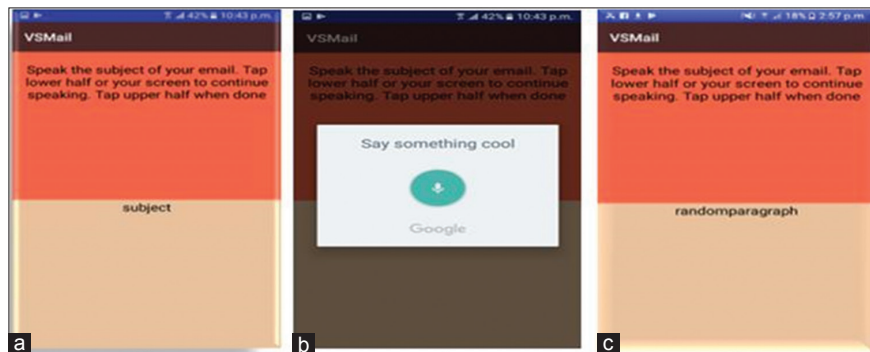 42% 10:43 p.m.
VSMail
Speak the subject of your email. Tap
lower half or your screen to continue
speaking. Tap upper half when done
subject
a
42% 10:43 p.m.
VSMail
Speak the subject of your email. Tap
lower half or your screen to continue
speaking. Tap upper half when done
Say something cool
Google
b
18% 2:57 p.m.
VSMail
Speak the subject of your email. Tap
lower half or your screen to continue
speaking. Tap upper half when done
randomparagraph
c